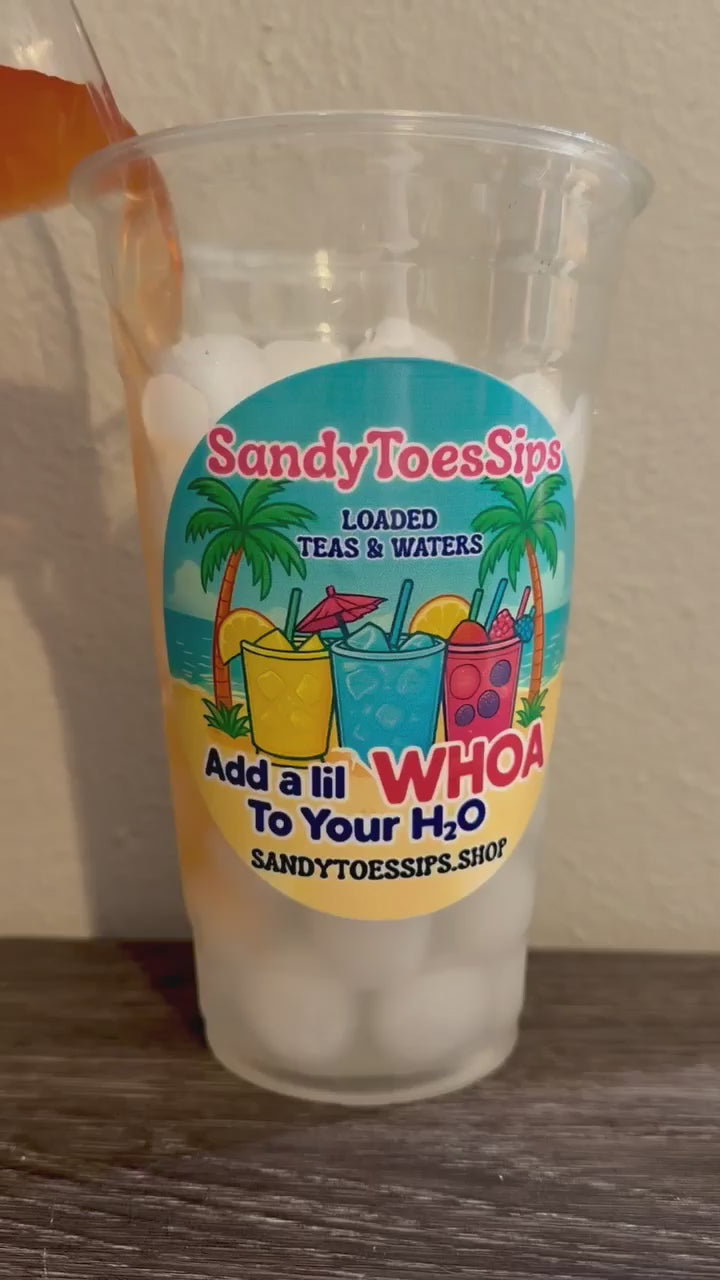 SandyToesSips
LOADED
TEAS & WATERS
Add a lil WHOA
To Your H₂O
SANDYTOESSIPS.SHOP